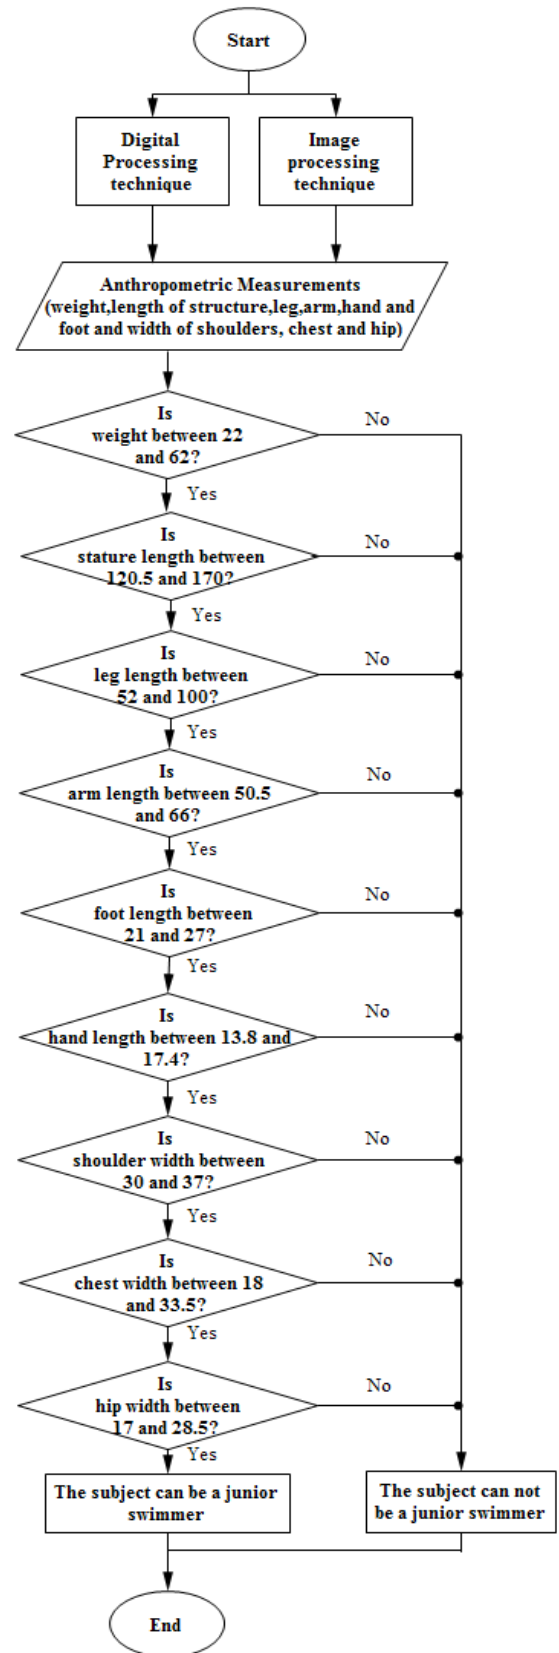 Start
Digital
Processing
technique
Image
processing
technique
Anthropometric Measurements
(weight,length of structure,leg,arm,hand and
foot and width of shoulders, chest and hip)
Is
weight between 22
and 62?
No
Yes
Is
stature length between
120.5 and 170?
No
Yes
Is
leg length between
52 and 100?
No
Yes
Is
arm length between 50.5
and 66?
No
Yes
Is
foot length between
21 and 27?
No
Yes
Is
hand length between 13.8 and
17.4?
No
Yes
Is
shoulder width between
30 and 37?
No
Yes
Is
chest width between 18
and 33.5?
No
Yes
Is
hip width between
17 and 28.5?
No
Yes
The subject can be a junior
swimmer
The subject can not
be a junior swimmer
End